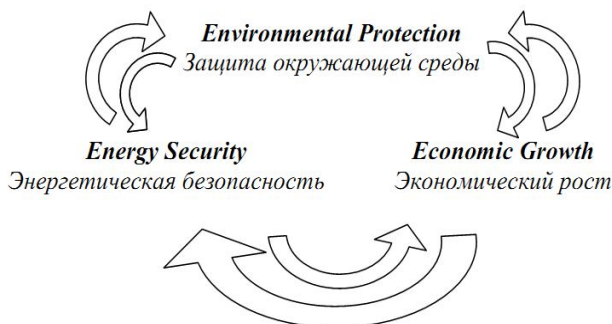 Environmental Protection
Защита окружающей среды
Energy Security
Энергетическая безопасность
Economic Growth
Экономический рост